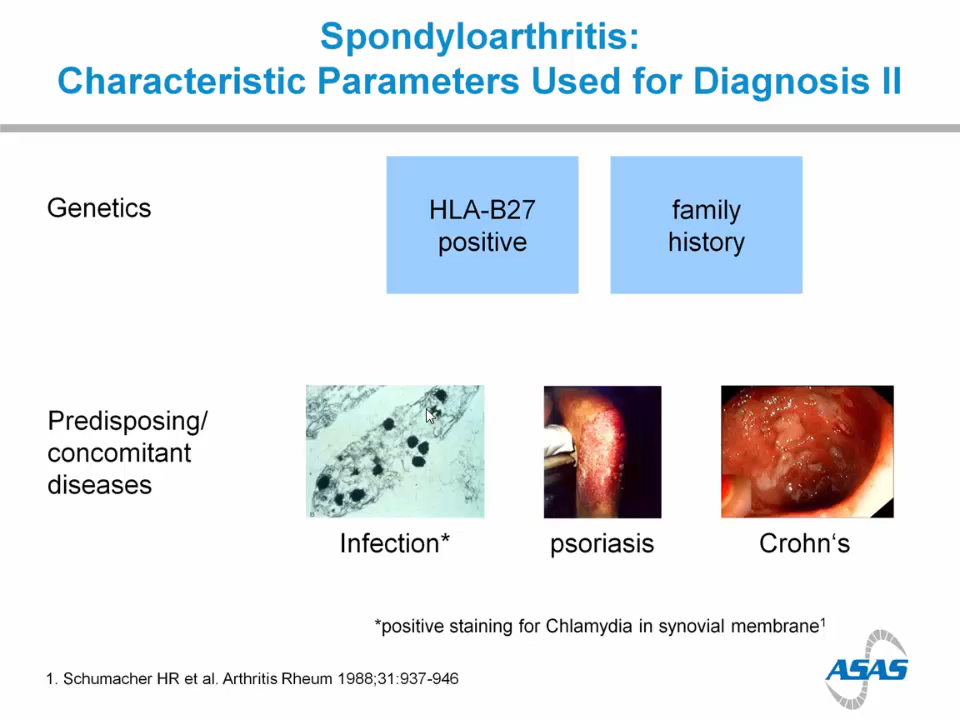 Spondyloarthritis:
Characteristic Parameters Used for Diagnosis II
Genetics
HLA-B27
positive
family
history
Predisposing/
concomitant
diseases
Infection*
psoriasis
Crohn‘s
*positive staining for Chlamydia in synovial membrane1
1. Schumacher HR et al. Arthritis Rheum 1988;31:937-946
ASAS